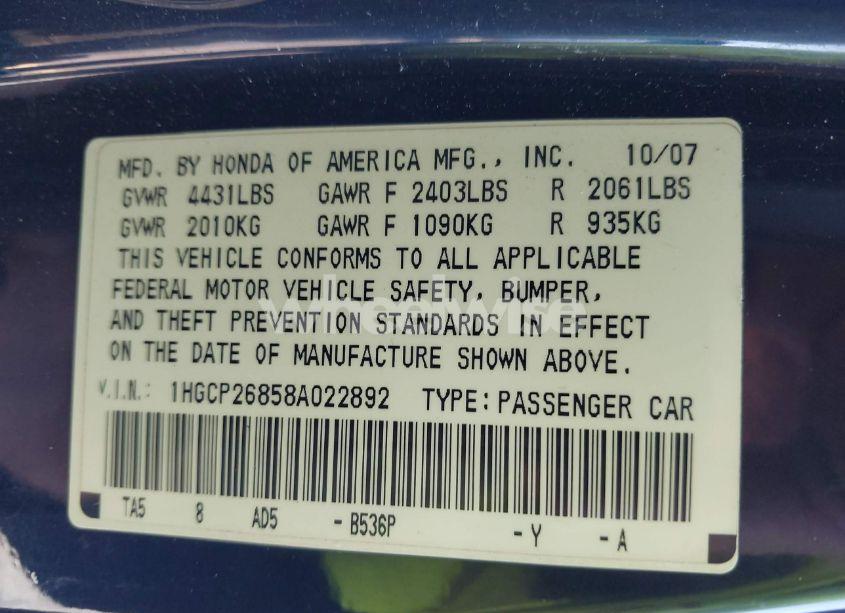 MFD. BY HONDA OF AMERICA MFG., INC. 10/07
GVWR 4431LBS GAWR F 2403LBS R 2061LBS
GVWR 2010KG GAWR F 1090KG R 935KG
THIS VEHICLE CONFORMS TO ALL APPLICABLE
FEDERAL MOTOR VEHICLE SAFETY, BUMPER,
AND THEFT PREVENTION STANDARDS IN EFFECT
ON THE DATE OF MANUFACTURE SHOWN ABOVE.
V.I.N.: 1HGCP26858A022892 TYPE: PASSENGER CAR
TA5 8 AD5 - B536P - Y - A
wheelwise